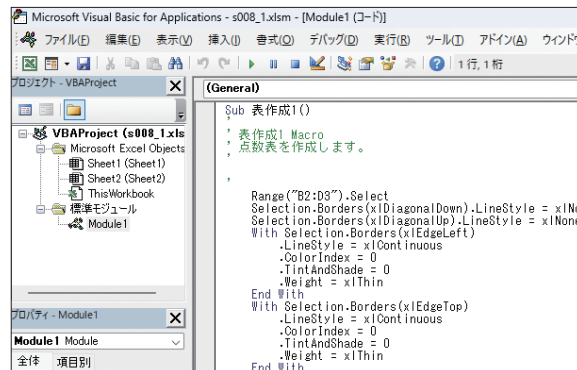 Microsoft Visual Basic for Applications - s008_1.xlsm - [Module1 (コード)]
ファイル(F) 編集(E) 表示(V) 挿入(I) 書式(O) デバッグ(D) 実行(R) ツール(T) アドイン(A) ウィンドウ
1 行, 1 桁
プロジェクト - VBAProject
(General)
VBAProject (s008_1.xls
Microsoft Excel Objects
Sheet1 (Sheet1)
Sheet2 (Sheet2)
ThisWorkbook
標準モジュール
Module1
プロパティ - Module1
Module1 Module
全体 項目別
Sub 表作成1()
'
' 表作成1 Macro
' 点数表を作成します。
'
'
Range("B2:D3").Select
Selection.Borders(xlDiagonalDown).LineStyle = xlNo
Selection.Borders(xlDiagonalUp).LineStyle = xlNone
With Selection.Borders(xlEdgeLeft)
.LineStyle = xlContinuous
.ColorIndex = 0
.TintAndShade = 0
.Weight = xlThin
End With
With Selection.Borders(xlEdgeTop)
.LineStyle = xlContinuous
.ColorIndex = 0
.TintAndShade = 0
.Weight = xlThin
End With